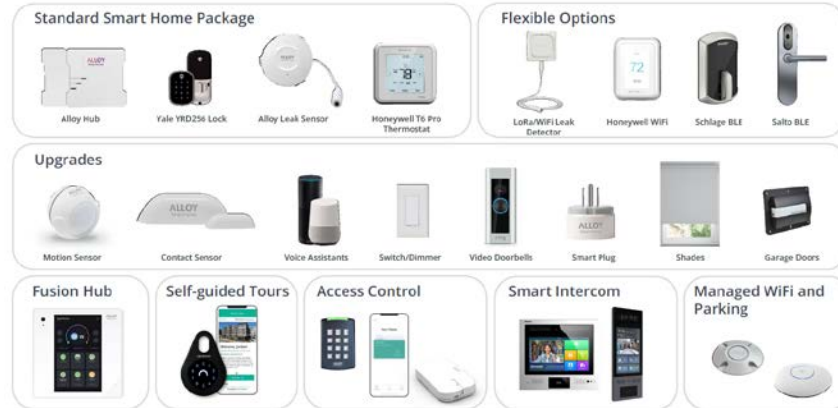 Standard Smart Home Package
ALLOY
Alloy Hub
Yale YRD256 Lock
Alloy Leak Sensor
78
Honeywell T6 Pro
Thermostat
Flexible Options
LoRa/WiFi Leak
Detector
72
Honeywell WiFi
Schlage BLE
Salto BLE
Upgrades
Motion Sensor
ALLOY
Contact Sensor
Voice Assistants
Switch/Dimmer
Video Doorbells
ALLOY
Smart Plug
Shades
Garage Doors
Fusion Hub
Self-guided Tours
Access Control
Smart Intercom
Managed WiFi and
Parking